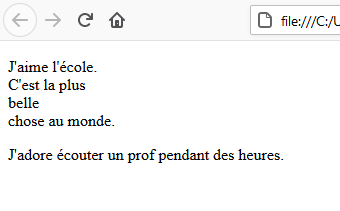 file:///C:/U
J'aime l'école.
C'est la plus
belle
chose au monde.
J'adore écouter un prof pendant des heures.